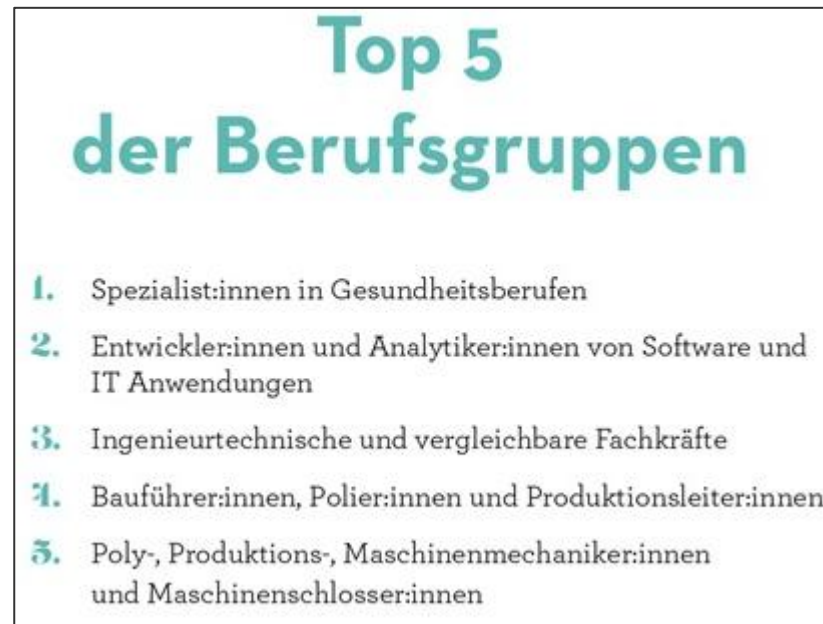 Top 5
der Berufsgruppen
1. Spezialist:innen in Gesundheitsberufen
2. Entwickler:innen und Analytiker:innen von Software und
IT Anwendungen
3. Ingenieurtechnische und vergleichbare Fachkräfte
4. Bauführer:innen, Polier:innen und Produktionsleiter:innen
5. Poly-, Produktions-, Maschinenmechaniker:innen
und Maschinenschlosser:innen